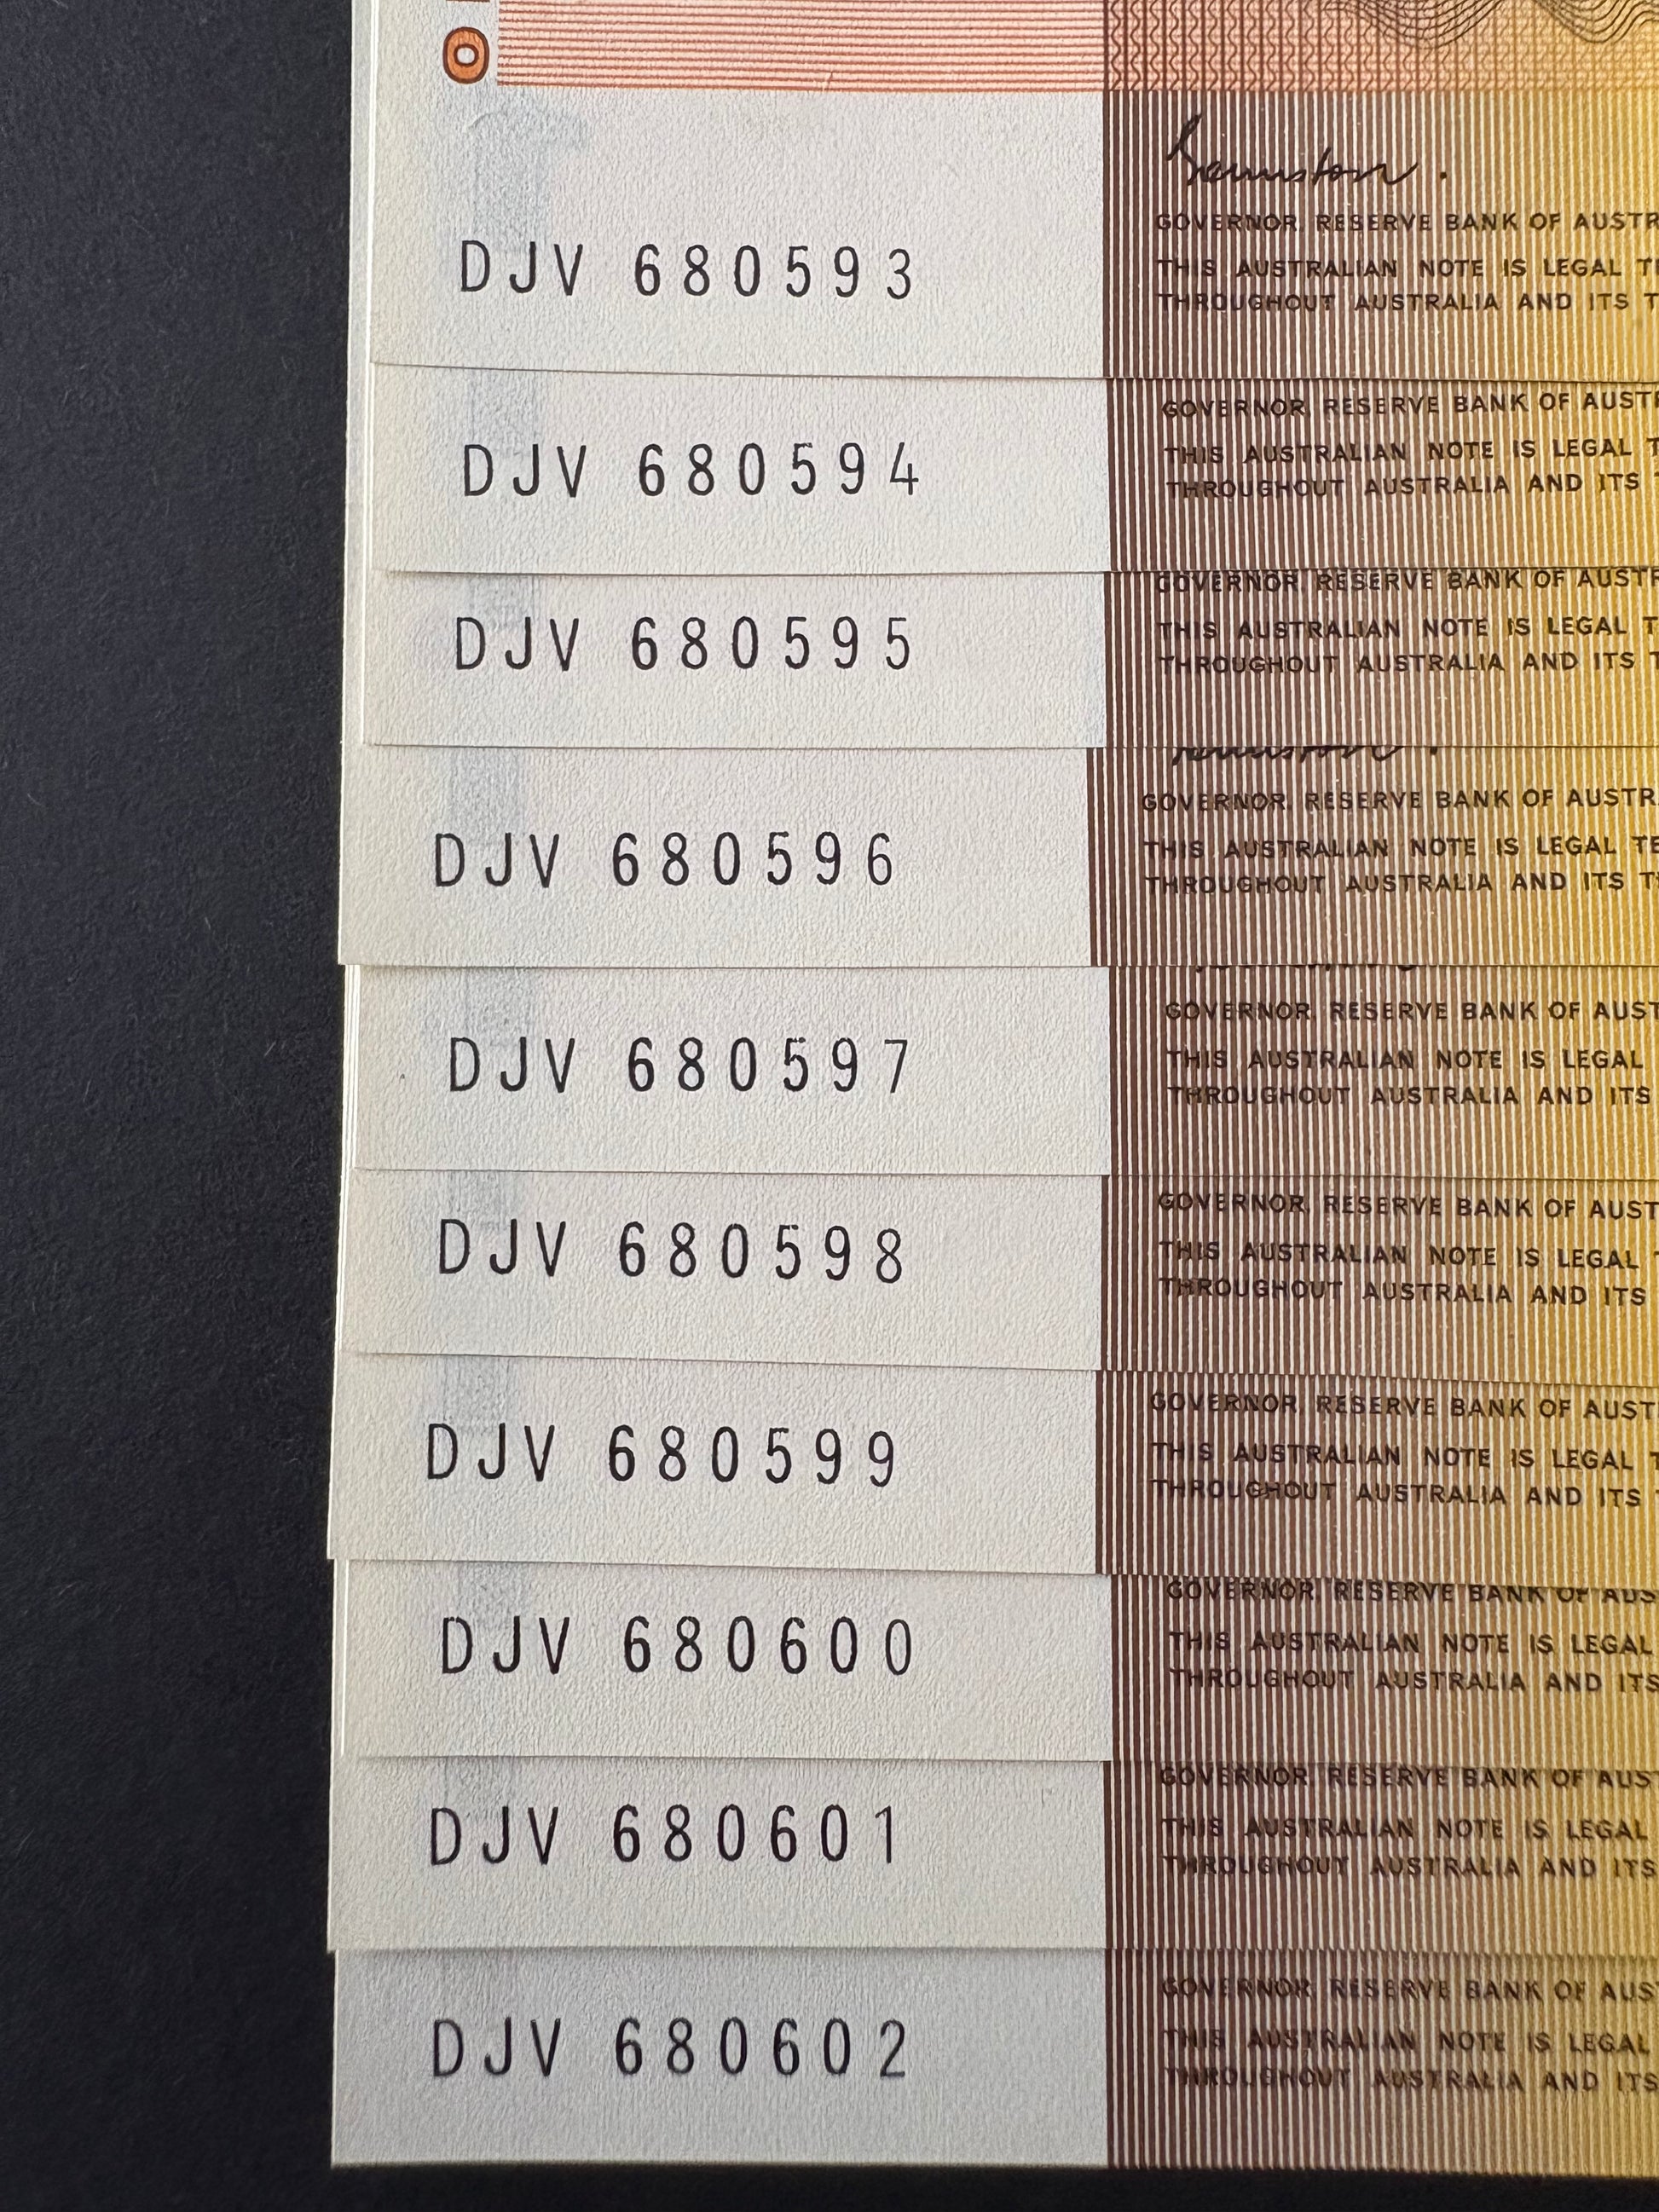 O
Johnston.
GOVERNOR, RESERVE BANK OF AUSTR
DJV 680593
THIS AUSTRALIAN NOTE IS LEGAL TE
THROUGHOUT AUSTRALIA AND ITS T
GOVERNOR, RESERVE BANK OF AUSTR
DJV 680594
THIS AUSTRALIAN NOTE IS LEGAL T
THROUGHOUT AUSTRALIA AND ITS T
GOVERNOR, RESERVE BANK OF AUSTR
DJV 680595
THIS AUSTRALIAN NOTE IS LEGAL T
THROUGHOUT AUSTRALIA AND ITS T
GOVERNOR, RESERVE BANK OF AUSTR
DJV 680596
THIS AUSTRALIAN NOTE IS LEGAL TE
THROUGHOUT AUSTRALIA AND ITS T
GOVERNOR, RESERVE BANK OF AUST
DJV 680597
THIS AUSTRALIAN NOTE IS LEGAL
THROUGHOUT AUSTRALIA AND ITS
GOVERNOR, RESERVE BANK OF AUST
DJV 680598
THIS AUSTRALIAN NOTE IS LEGAL T
THROUGHOUT AUSTRALIA AND ITS
GOVERNOR, RESERVE BANK OF AUST
DJV 680599
THIS AUSTRALIAN NOTE IS LEGAL T
THROUGHOUT AUSTRALIA AND ITS T
GOVERNOR, RESERVE BANK OF AUS
DJV 680600
THIS AUSTRALIAN NOTE IS LEGAL
THROUGHOUT AUSTRALIA AND ITS
GOVERNOR, RESERVE BANK OF AUS
DJV 680601
THIS AUSTRALIAN NOTE IS LEGAL
THROUGHOUT AUSTRALIA AND ITS
GOVERNOR, RESERVE BANK OF AUS
DJV 680602
THIS AUSTRALIAN NOTE IS LEGAL
THROUGHOUT AUSTRALIA AND ITS